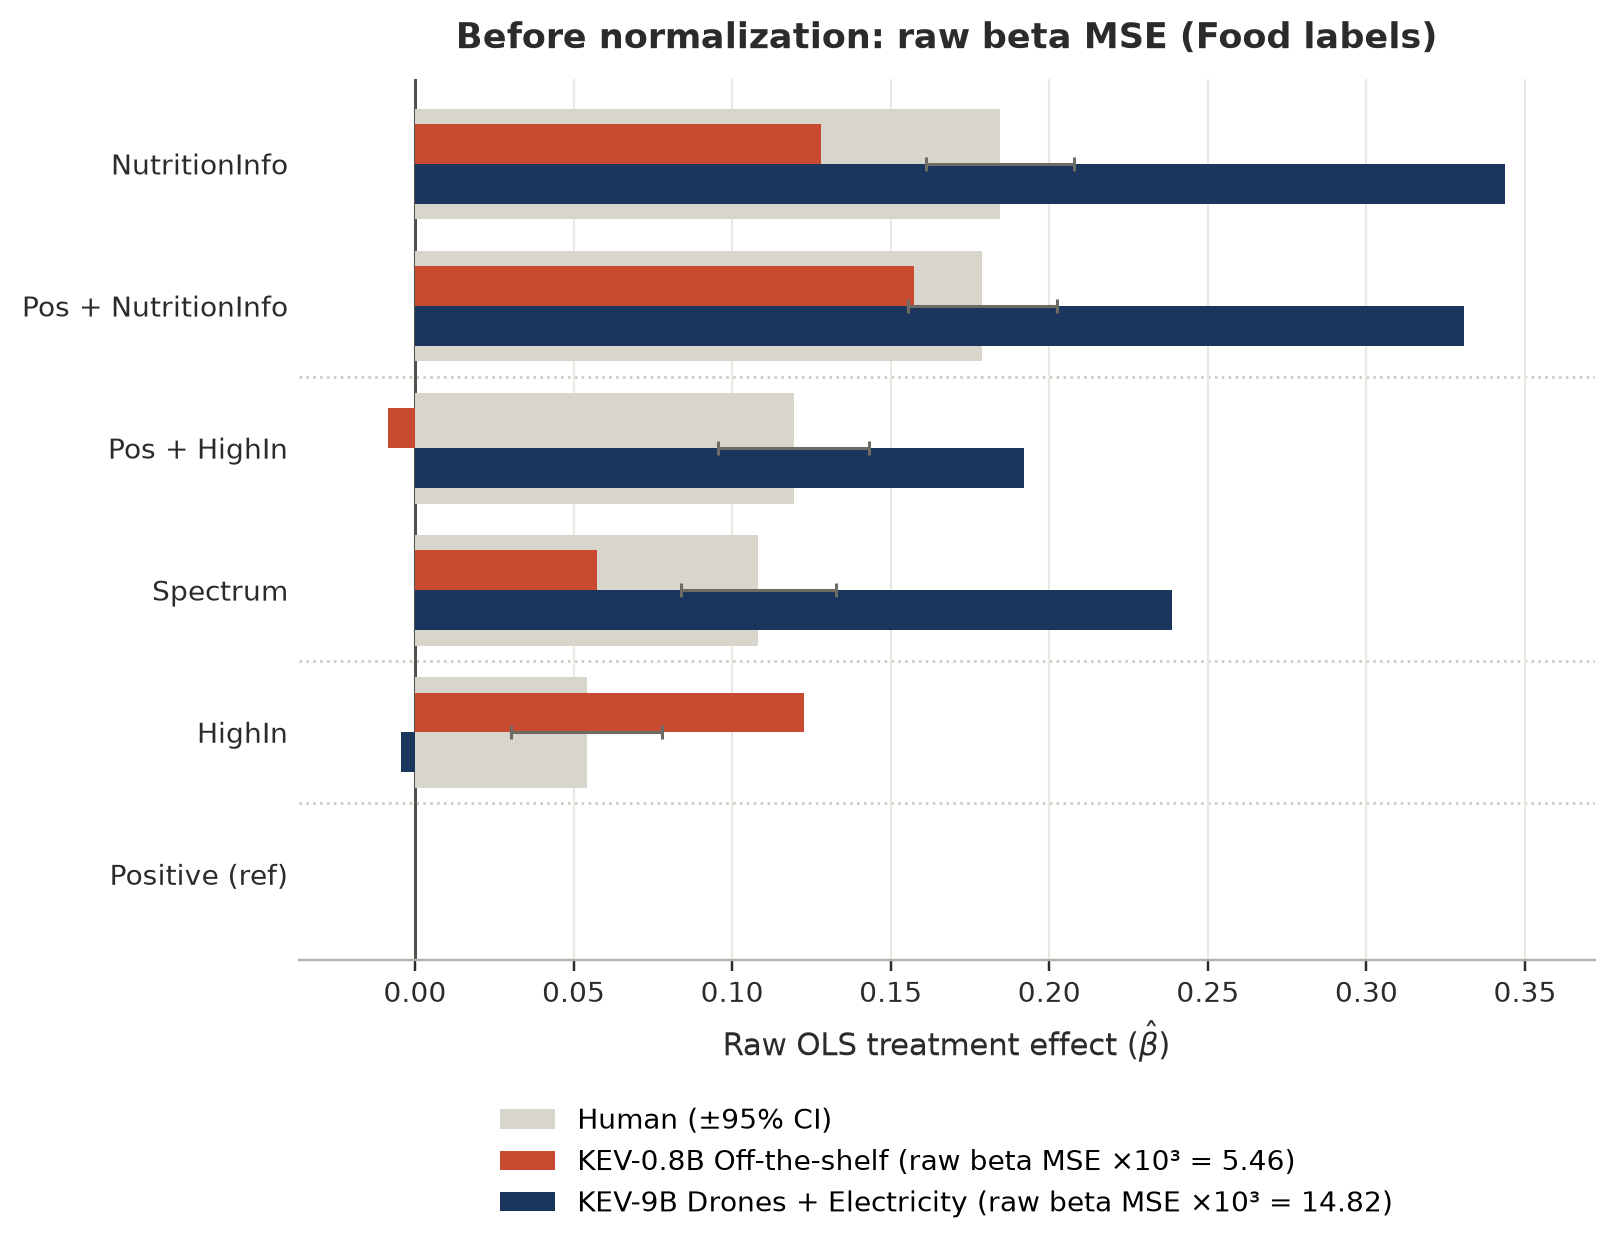 Before normalization: raw beta MSE (Food labels)
NutritionInfo
Pos + NutritionInfo
Pos + HighIn
Spectrum
HighIn
Positive (ref)
0.00 0.05 0.10 0.15 0.20 0.25 0.30 0.35
Raw OLS treatment effect (β̂)
Human (±95% CI)
KEV-0.8B Off-the-shelf (raw beta MSE ×10³ = 5.46)
KEV-9B Drones + Electricity (raw beta MSE ×10³ = 14.82)